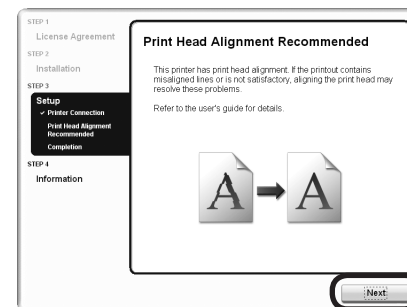 STEP 1
License Agreement
STEP 2
Installation
STEP 3
Setup
✓ Printer Connection
Print Head Alignment
Recommended
Completion
STEP 4
Information
Print Head Alignment Recommended
This printer has print head alignment. If the printout contains
misaligned lines or is not satisfactory, aligning the print head may
resolve these problems.
Refer to the user's guide for details.
A A
Next